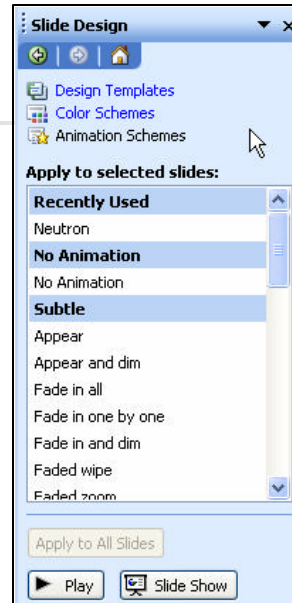 Slide Design
Design Templates
Color Schemes
Animation Schemes
Apply to selected slides:
Recently Used
Neutron
No Animation
No Animation
Subtle
Appear
Appear and dim
Fade in all
Fade in one by one
Fade in and dim
Faded wipe
Faded zoom
Apply to All Slides
Play
Slide Show